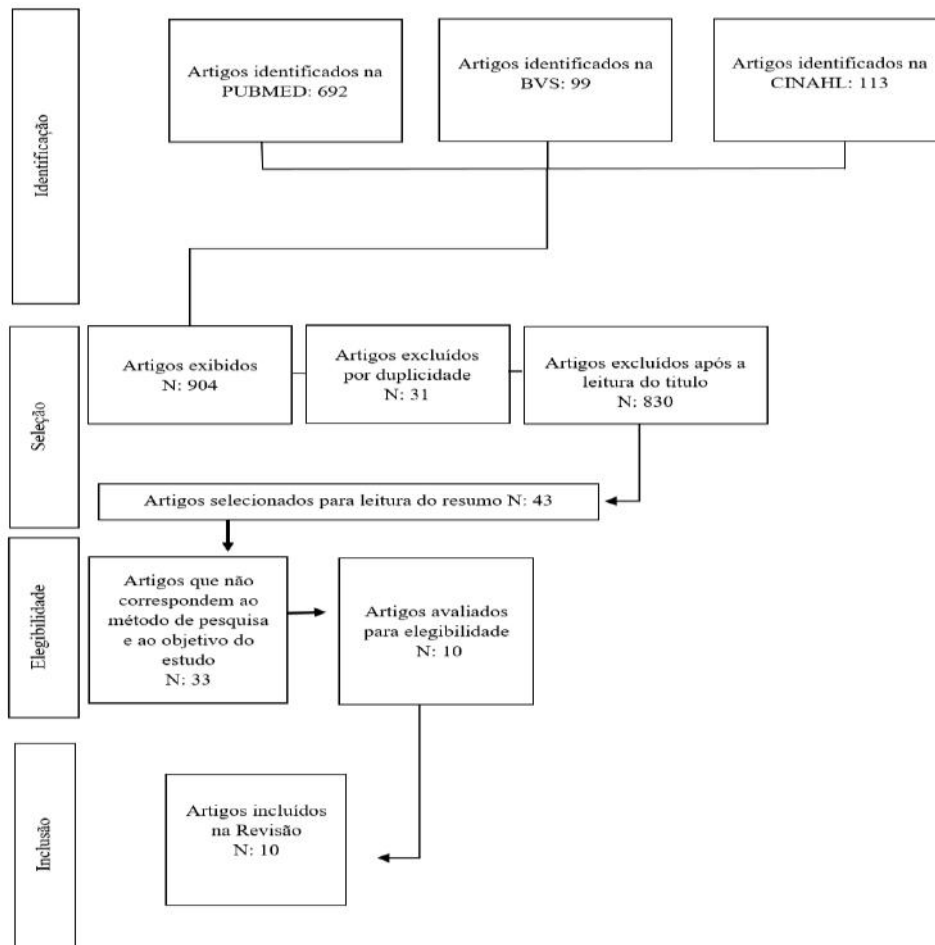 Identificação
Artigos identificados na
PUBMED: 692
Artigos identificados na
BVS: 99
Artigos identificados na
CINAHL: 113
Seleção
Artigos exibidos
N: 904
Artigos excluídos
por duplicidade
N: 31
Artigos excluídos após a
leitura do titulo
N: 830
Artigos selecionados para leitura do resumo N: 43
Elegibilidade
Artigos que não
correspondem ao
método de pesquisa
e ao objetivo do
estudo
N: 33
Artigos avaliados
para elegibilidade
N: 10
Inclusão
Artigos incluídos
na Revisão
N: 10